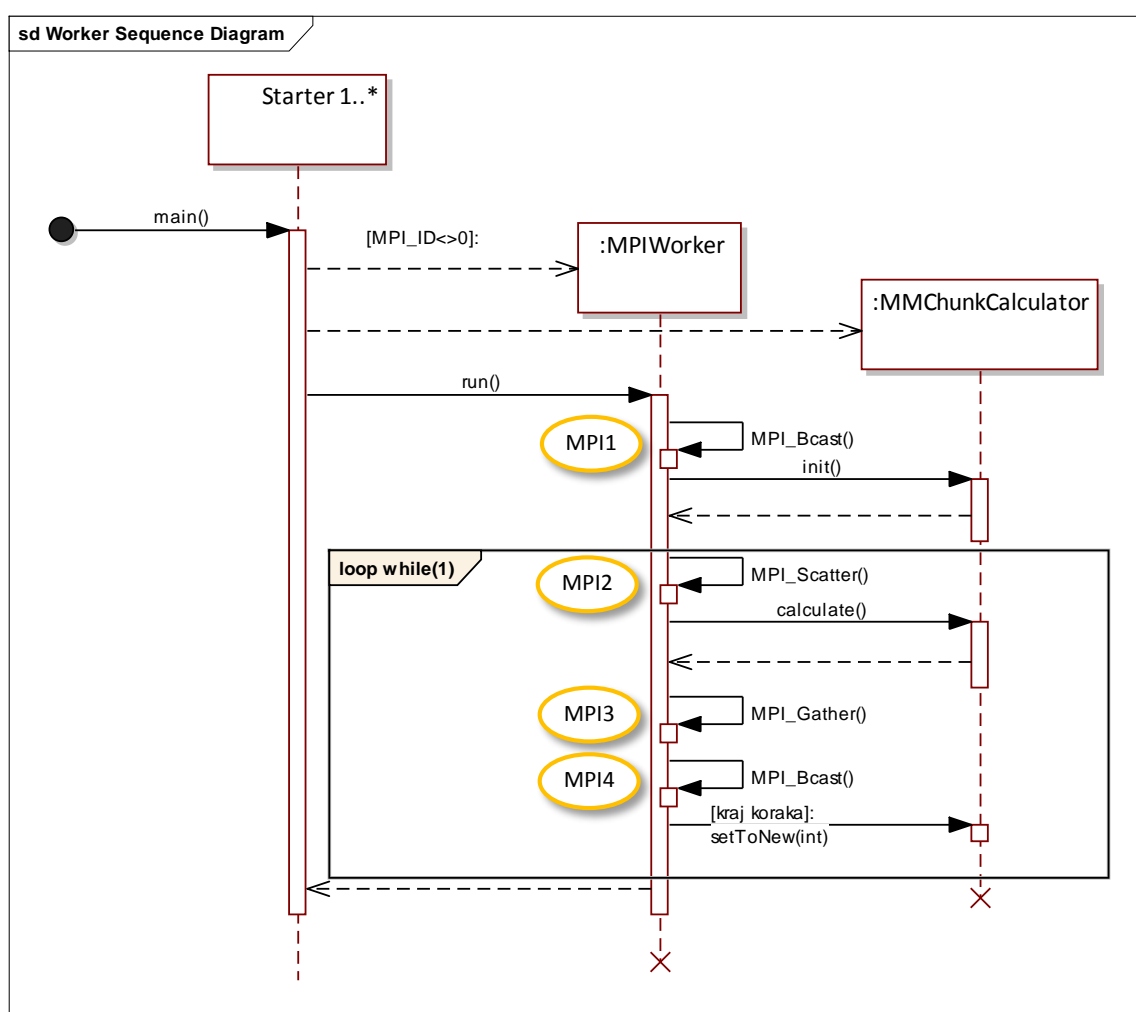 sd Worker Sequence Diagram
Starter 1..*
main()
[MPI_ID<>0]:
:MPIWorker
:MMChunkCalculator
run()
MPI1
MPI_Bcast()
init()
loop while(1)
MPI2
MPI_Scatter()
calculate()
MPI3
MPI_Gather()
MPI4
MPI_Bcast()
[kraj koraka]:
setToNew(int)